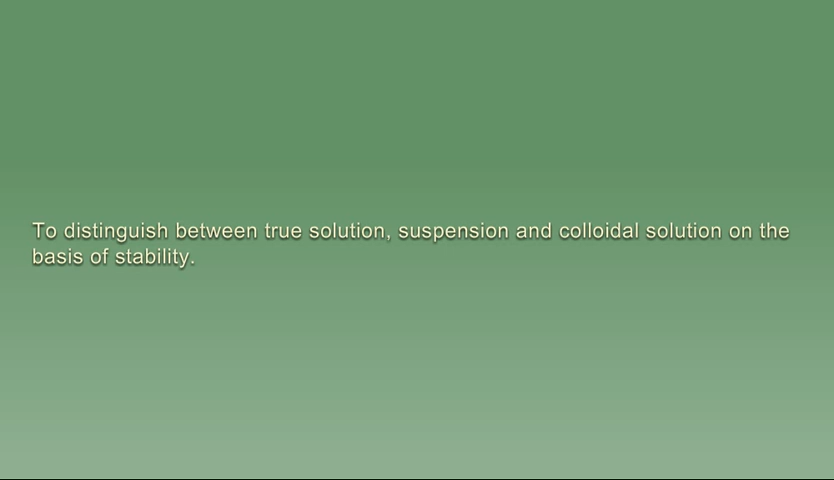 To distinguish between true solution, suspension and colloidal solution on the
basis of stability.